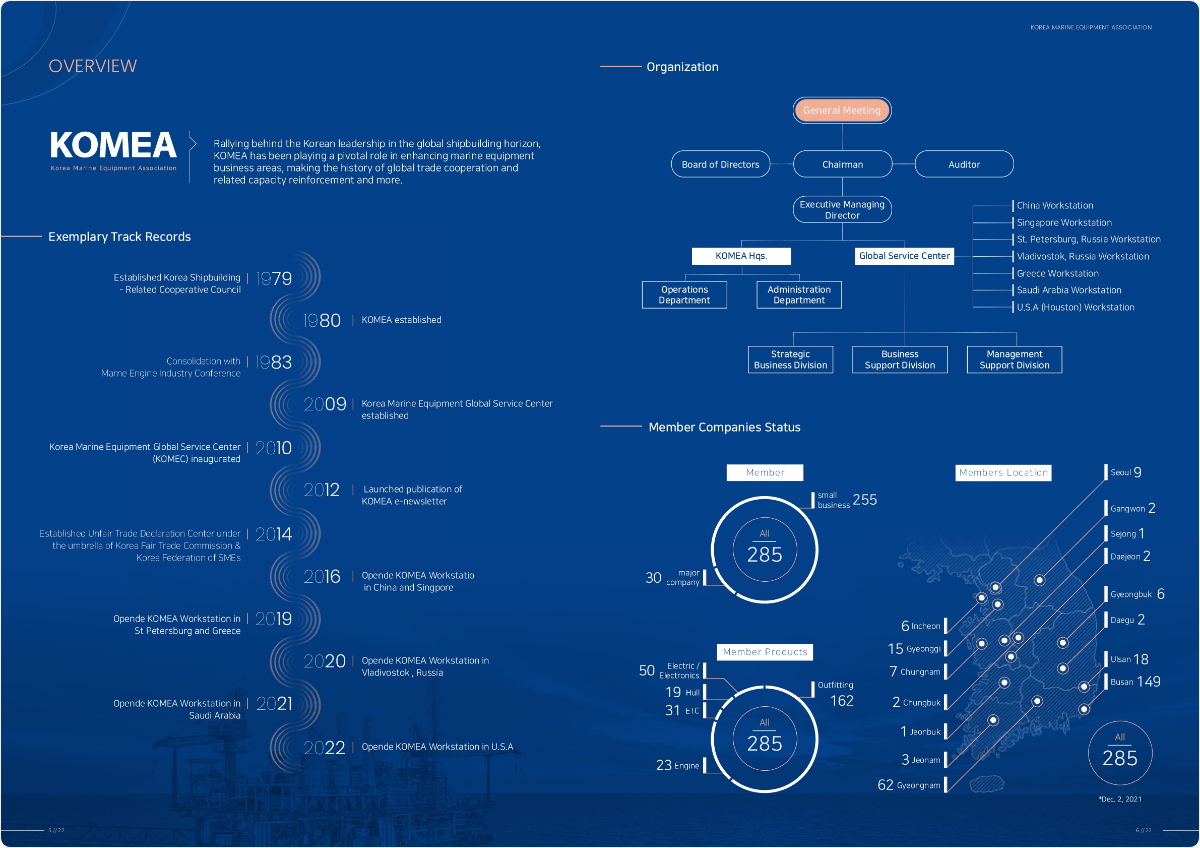 KOREA MARINE EQUIPMENT ASSOCIATION
OVERVIEW
KOMEA
Korea Marine Equipment Association
Rallying behind the Korean leadership in the global shipbuilding horizon,
KOMEA has been playing a pivotal role in enhancing marine equipment
business areas, making the history of global trade cooperation and
related capacity reinforcement and more.
Exemplary Track Records
Established Korea Shipbuilding
- Related Cooperative Council
1979
1980
KOMEA established
Consolidation with
Marne Engine Industry Conference
1983
2009
Korea Marine Equipment Global Service Center
established
Korea Marine Equipment Global Service Center
(KOMEC) inaugurated
2010
2012
Launched publication of
KOMEA e-newsletter
Established Unfair Trade Declaration Center under
the umbrella of Korea Fair Trade Commission &
Korea Federation of SMEs
2014
2016
Opende KOMEA Workstatio
in China and Singpore
Opende KOMEA Workstation in
St Petersburg and Greece
2019
2020
Opende KOMEA Workstation in
Vladivostok , Russia
Opende KOMEA Workstation in
Saudi Arabia
2021
2022
Opende KOMEA Workstation in U.S.A
5 // 22
Organization
General Meeting
Board of Directors
Chairman
Auditor
Executive Managing
Director
KOMEA Hqs.
Global Service Center
Operations
Department
Administration
Department
China Workstation
Singapore Workstation
St. Petersburg, Russia Workstation
Vladivostok, Russia Workstation
Greece Workstation
Saudi Arabia Workstation
U.S.A (Houston) Workstation
Strategic
Business Division
Business
Support Division
Management
Support Division
Member Companies Status
Member
small
business 255
All
285
30 major
company
Member Products
50 Electric /
Electronics
19 Hull
31 ETC
23 Engine
Outfitting
162
All
285
Members Location
Seoul 9
Gangwon 2
Sejong 1
Daejeon 2
Gyeongbuk 6
Daegu 2
Ulsan 18
Busan 149
6 Incheon
15 Gyeonggi
7 Chungnam
2 Chungbuk
1 Jeonbuk
3 Jeonam
62 Gyeongnam
All
285
*Dec. 2, 2021
6 // 22